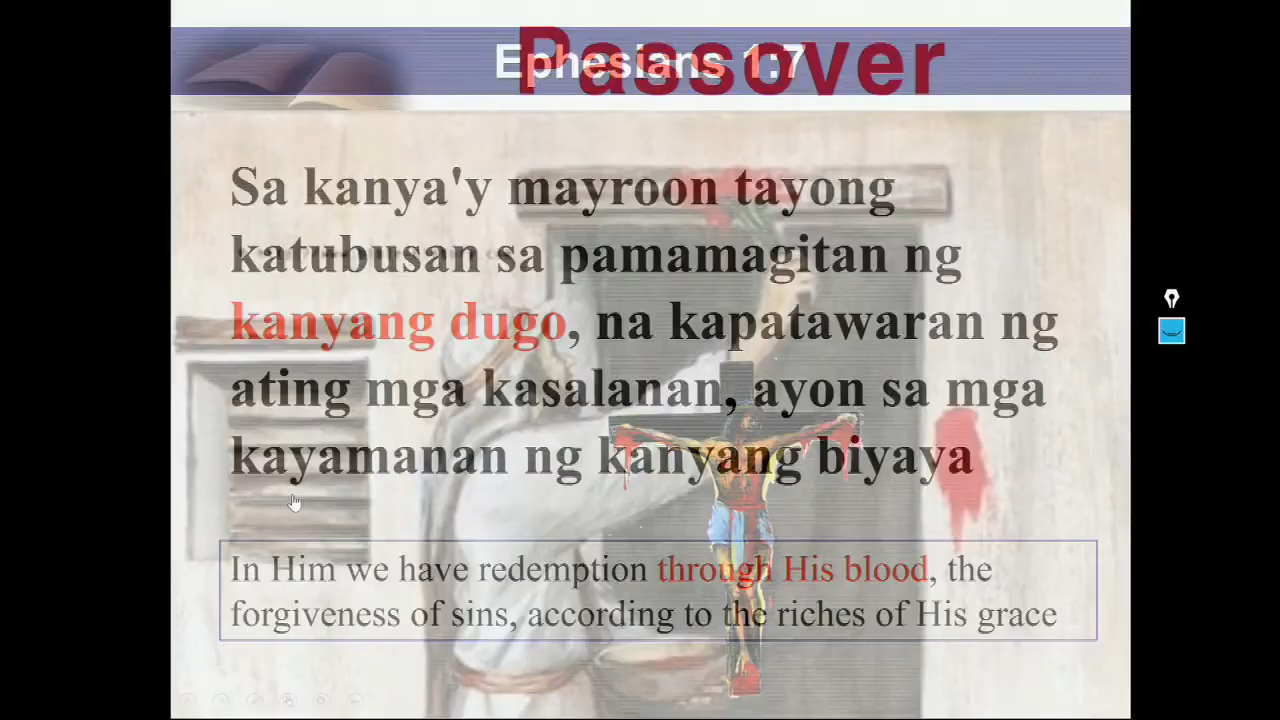 Passover
Ephesians 1:7
Sa kanya'y mayroon tayong
katubusan sa pamamagitan ng
kanyang dugo, na kapatawaran ng
ating mga kasalanan, ayon sa mga
kayamanan ng kanyang biyaya
In Him we have redemption through His blood, the
forgiveness of sins, according to the riches of His grace